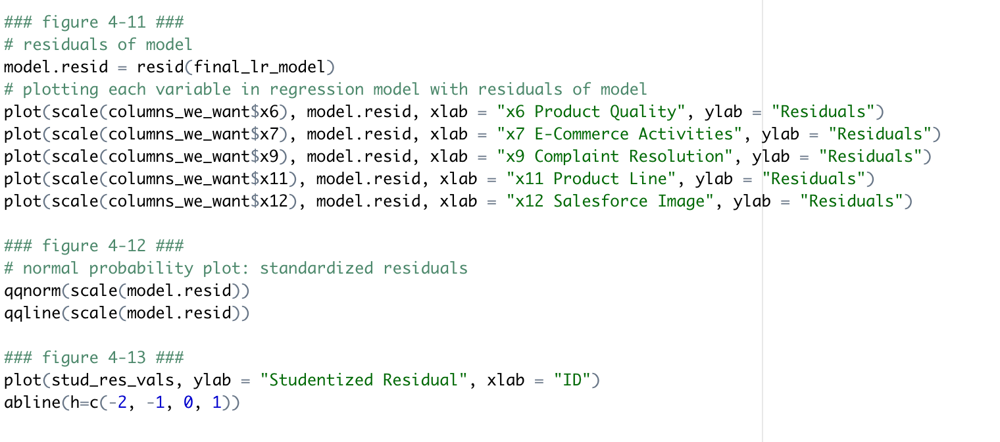 ### figure 4-11 ###
# residuals of model
model.resid = resid(final_lr_model)
# plotting each variable in regression model with residuals of model
plot(scale(columns_we_want$x6), model.resid, xlab = "x6 Product Quality", ylab = "Residuals")
plot(scale(columns_we_want$x7), model.resid, xlab = "x7 E-Commerce Activities", ylab = "Residuals")
plot(scale(columns_we_want$x9), model.resid, xlab = "x9 Complaint Resolution", ylab = "Residuals")
plot(scale(columns_we_want$x11), model.resid, xlab = "x11 Product Line", ylab = "Residuals")
plot(scale(columns_we_want$x12), model.resid, xlab = "x12 Salesforce Image", ylab = "Residuals")
### figure 4-12 ###
# normal probability plot: standardized residuals
qqnorm(scale(model.resid))
qqline(scale(model.resid))
### figure 4-13 ###
plot(stud_res_vals, ylab = "Studentized Residual", xlab = "ID")
abline(h=c(-2, -1, 0, 1))